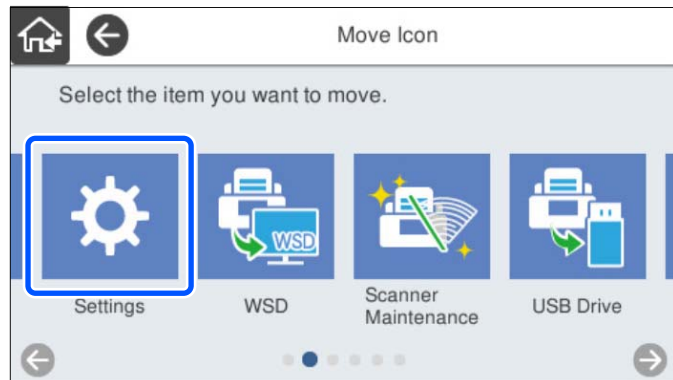 Move Icon
Select the item you want to move.
WSD
Settings
WSD
Scanner
Maintenance
USB Drive